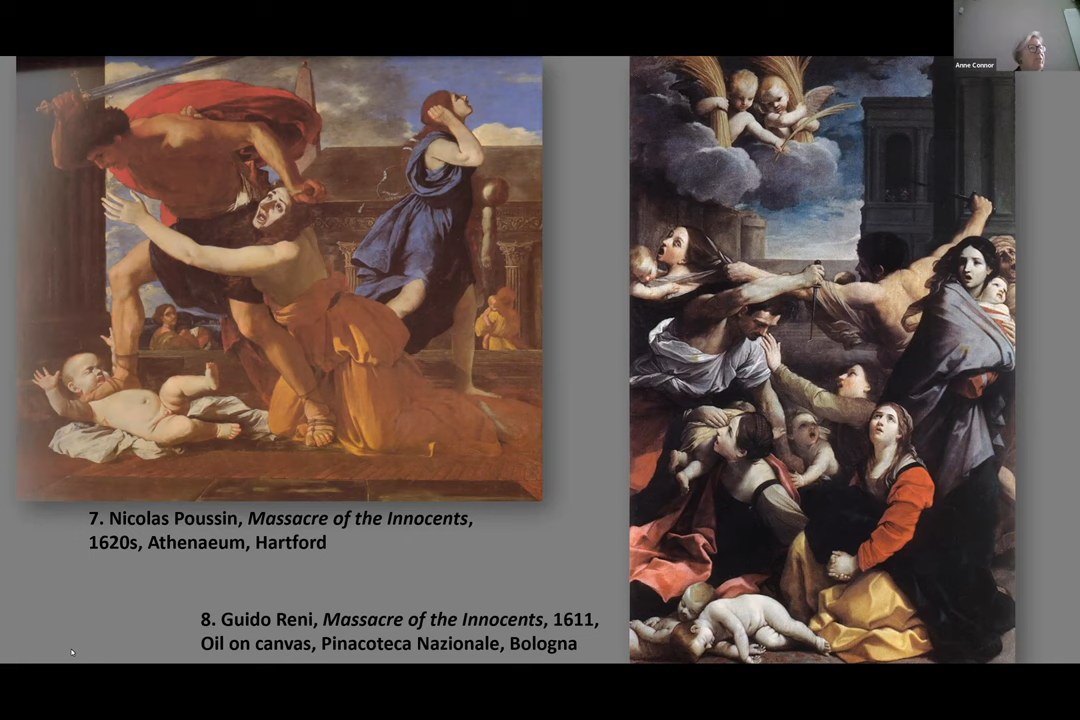 Anne Connor
7. Nicolas Poussin, Massacre of the Innocents,
1620s, Athenaeum, Hartford
8. Guido Reni, Massacre of the Innocents, 1611,
Oil on canvas, Pinacoteca Nazionale, Bologna